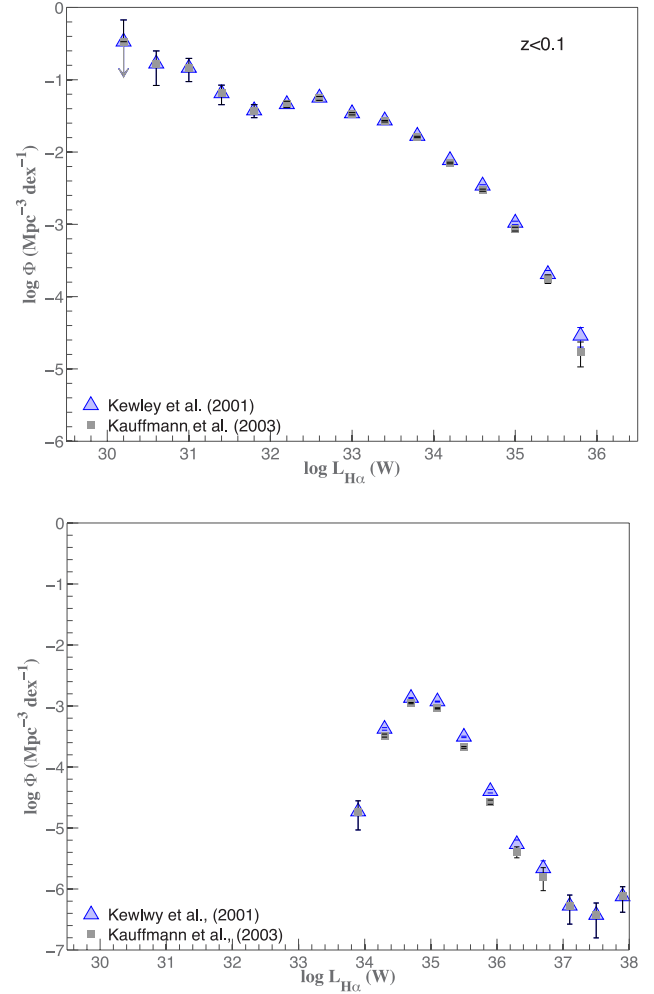 0
z<0.1
−1
−2
−3
−4
−5
−6
log Φ (Mpc⁻³ dex⁻¹)
Kewley et al. (2001)
Kauffmann et al. (2003)
30 31 32 33 34 35 36
log L_Hα (W)
0
−1
−2
−3
−4
−5
−6
−7
log Φ (Mpc⁻³ dex⁻¹)
Kewlwy et al., (2001)
Kauffmann et al., (2003)
30 31 32 33 34 35 36 37 38
log L_Hα (W)